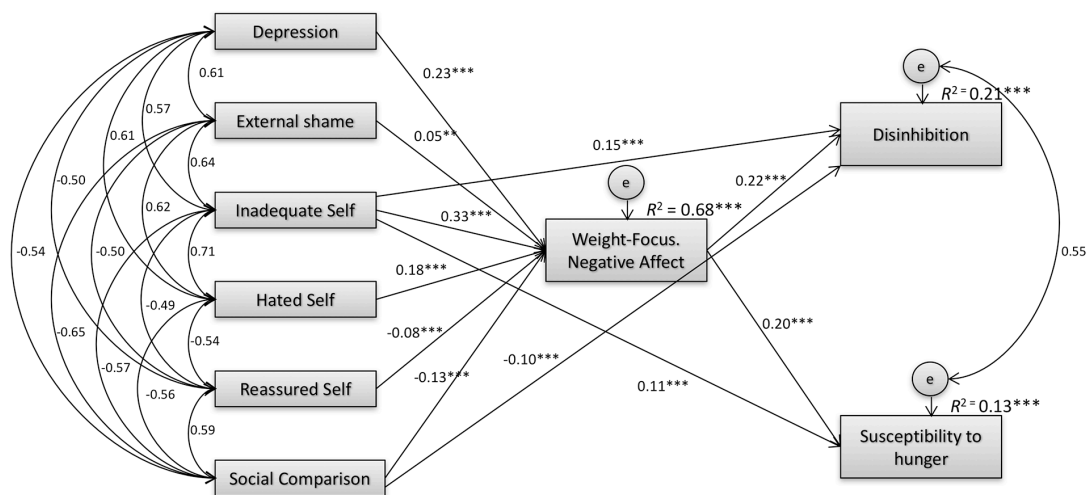 Depression
0.61
0.23***
e
R² = 0.21***
0.57
External shame
0.61
0.05**
Disinhibition
0.64
0.15***
-0.50
0.22***
e
0.62
Inadequate Self
0.33***
R² = 0.68***
-0.54
-0.50
0.71
Weight-Focus.
Negative Affect
0.55
0.18***
-0.49
Hated Self
-0.65
-0.54
-0.08***
0.20***
-0.57
-0.10***
e
-0.56
Reassured Self
-0.13***
0.11***
R² = 0.13***
0.59
Susceptibility to
hunger
Social Comparison